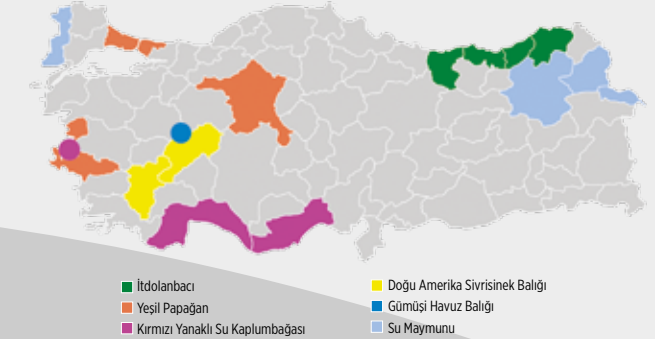 İtdolanbacı
Yeşil Papağan
Kırmızı Yanaklı Su Kaplumbağası
Doğu Amerika Sivrisinek Balığı
Gümüşi Havuz Balığı
Su Maymunu